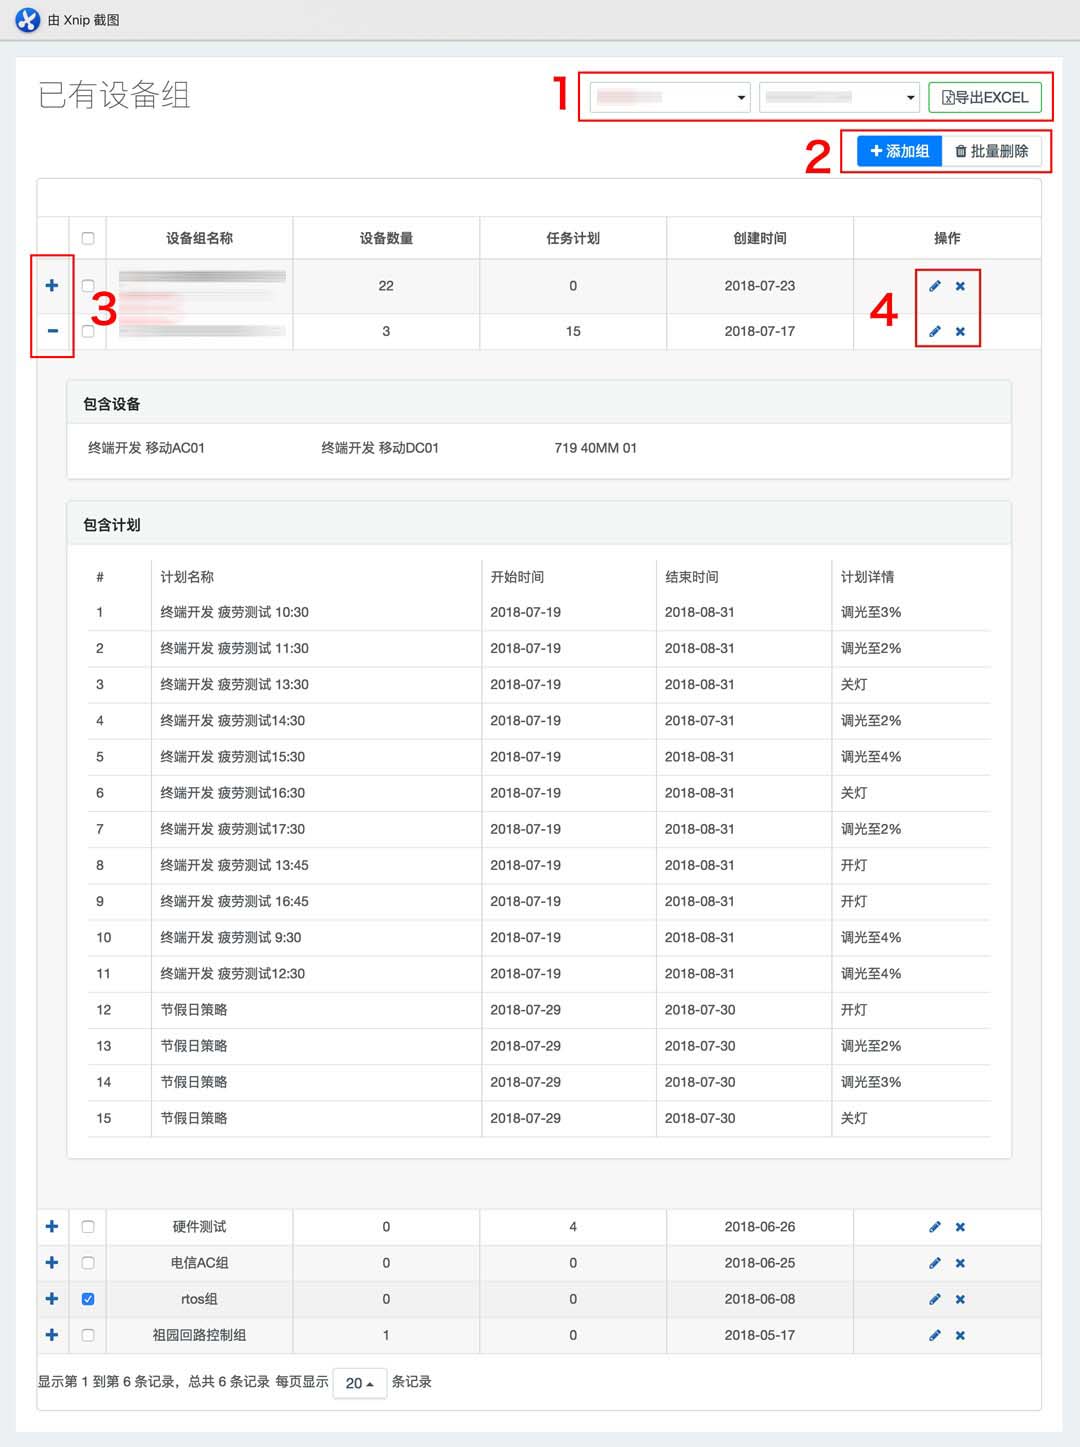 由 Xnip 截图
已有设备组
1
导出EXCEL
2
添加组 批量删除
设备组名称 设备数量 任务计划 创建时间 操作
22 0 2018-07-23
3
4
3 15 2018-07-17
包含设备
终端开发 移动AC01 终端开发 移动DC01 719 40MM 01
包含计划
# 计划名称 开始时间 结束时间 计划详情
1 终端开发 疲劳测试 10:30 2018-07-19 2018-08-31 调光至3%
2 终端开发 疲劳测试 11:30 2018-07-19 2018-08-31 调光至2%
3 终端开发 疲劳测试 13:30 2018-07-19 2018-08-31 关灯
4 终端开发 疲劳测试14:30 2018-07-19 2018-07-31 调光至2%
5 终端开发 疲劳测试15:30 2018-07-19 2018-08-31 调光至4%
6 终端开发 疲劳测试16:30 2018-07-19 2018-08-31 关灯
7 终端开发 疲劳测试17:30 2018-07-19 2018-08-31 调光至2%
8 终端开发 疲劳测试 13:45 2018-07-19 2018-08-31 开灯
9 终端开发 疲劳测试 16:45 2018-07-19 2018-08-31 开灯
10 终端开发 疲劳测试 9:30 2018-07-19 2018-08-31 调光至4%
11 终端开发 疲劳测试12:30 2018-07-19 2018-08-31 调光至4%
12 节假日策略 2018-07-29 2018-07-30 开灯
13 节假日策略 2018-07-29 2018-07-30 调光至2%
14 节假日策略 2018-07-29 2018-07-30 调光至3%
15 节假日策略 2018-07-29 2018-07-30 关灯
硬件测试 0 4 2018-06-26
电信AC组 0 0 2018-06-25
rtos组 0 0 2018-06-08
祖园回路控制组 1 0 2018-05-17
显示第 1 到第 6 条记录，总共 6 条记录 每页显示 20 条记录